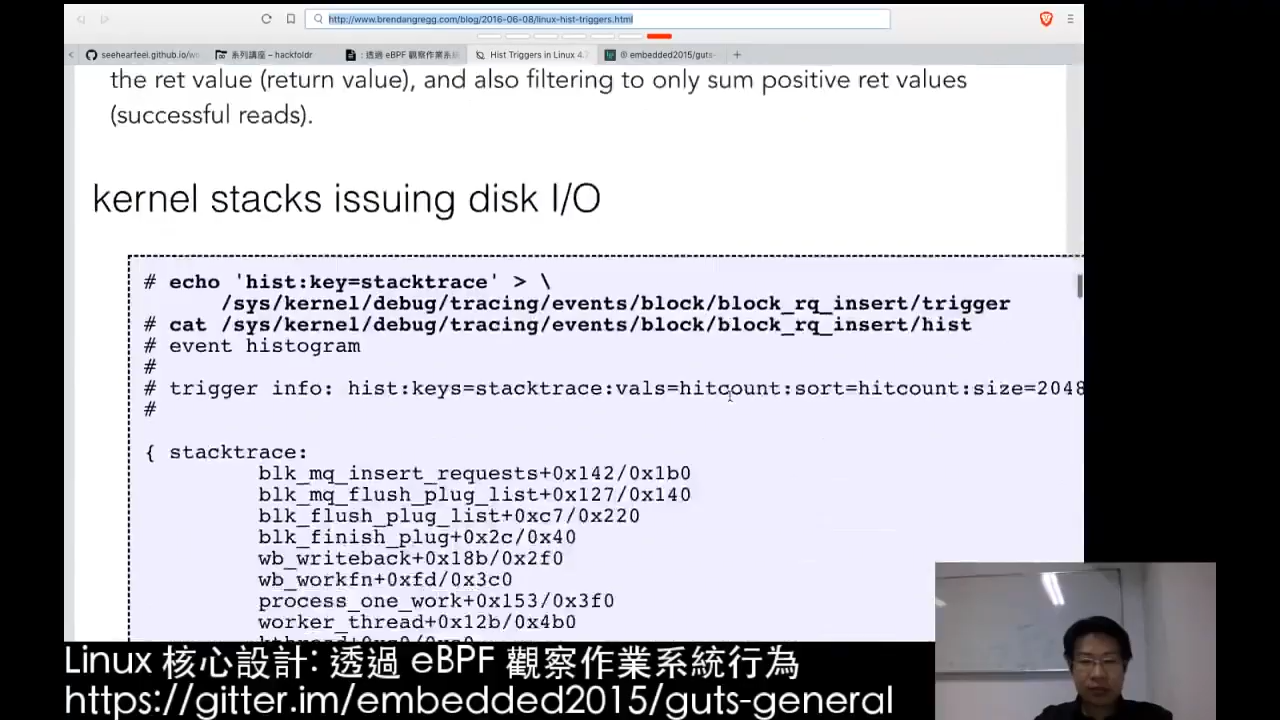 http://www.brendangregg.com/blog/2016-06-08/linux-hist-triggers.html
seehearfeel.github.io/wo
系列講座 – hackfoldr
: 透過 eBPF 觀察作業系統
Hist Triggers in Linux 4.7
embedded2015/guts-
the ret value (return value), and also filtering to only sum positive ret values
(successful reads).
kernel stacks issuing disk I/O
# echo 'hist:key=stacktrace' > \
/sys/kernel/debug/tracing/events/block/block_rq_insert/trigger
# cat /sys/kernel/debug/tracing/events/block/block_rq_insert/hist
# event histogram
#
# trigger info: hist:keys=stacktrace:vals=hitcount:sort=hitcount:size=2048
#
{ stacktrace:
blk_mq_insert_requests+0x142/0x1b0
blk_mq_flush_plug_list+0x127/0x140
blk_flush_plug_list+0xc7/0x220
blk_finish_plug+0x2c/0x40
wb_writeback+0x18b/0x2f0
wb_workfn+0xfd/0x3c0
process_one_work+0x153/0x3f0
worker_thread+0x12b/0x4b0
Linux 核心設計: 透過 eBPF 觀察作業系統行為
https://gitter.im/embedded2015/guts-general